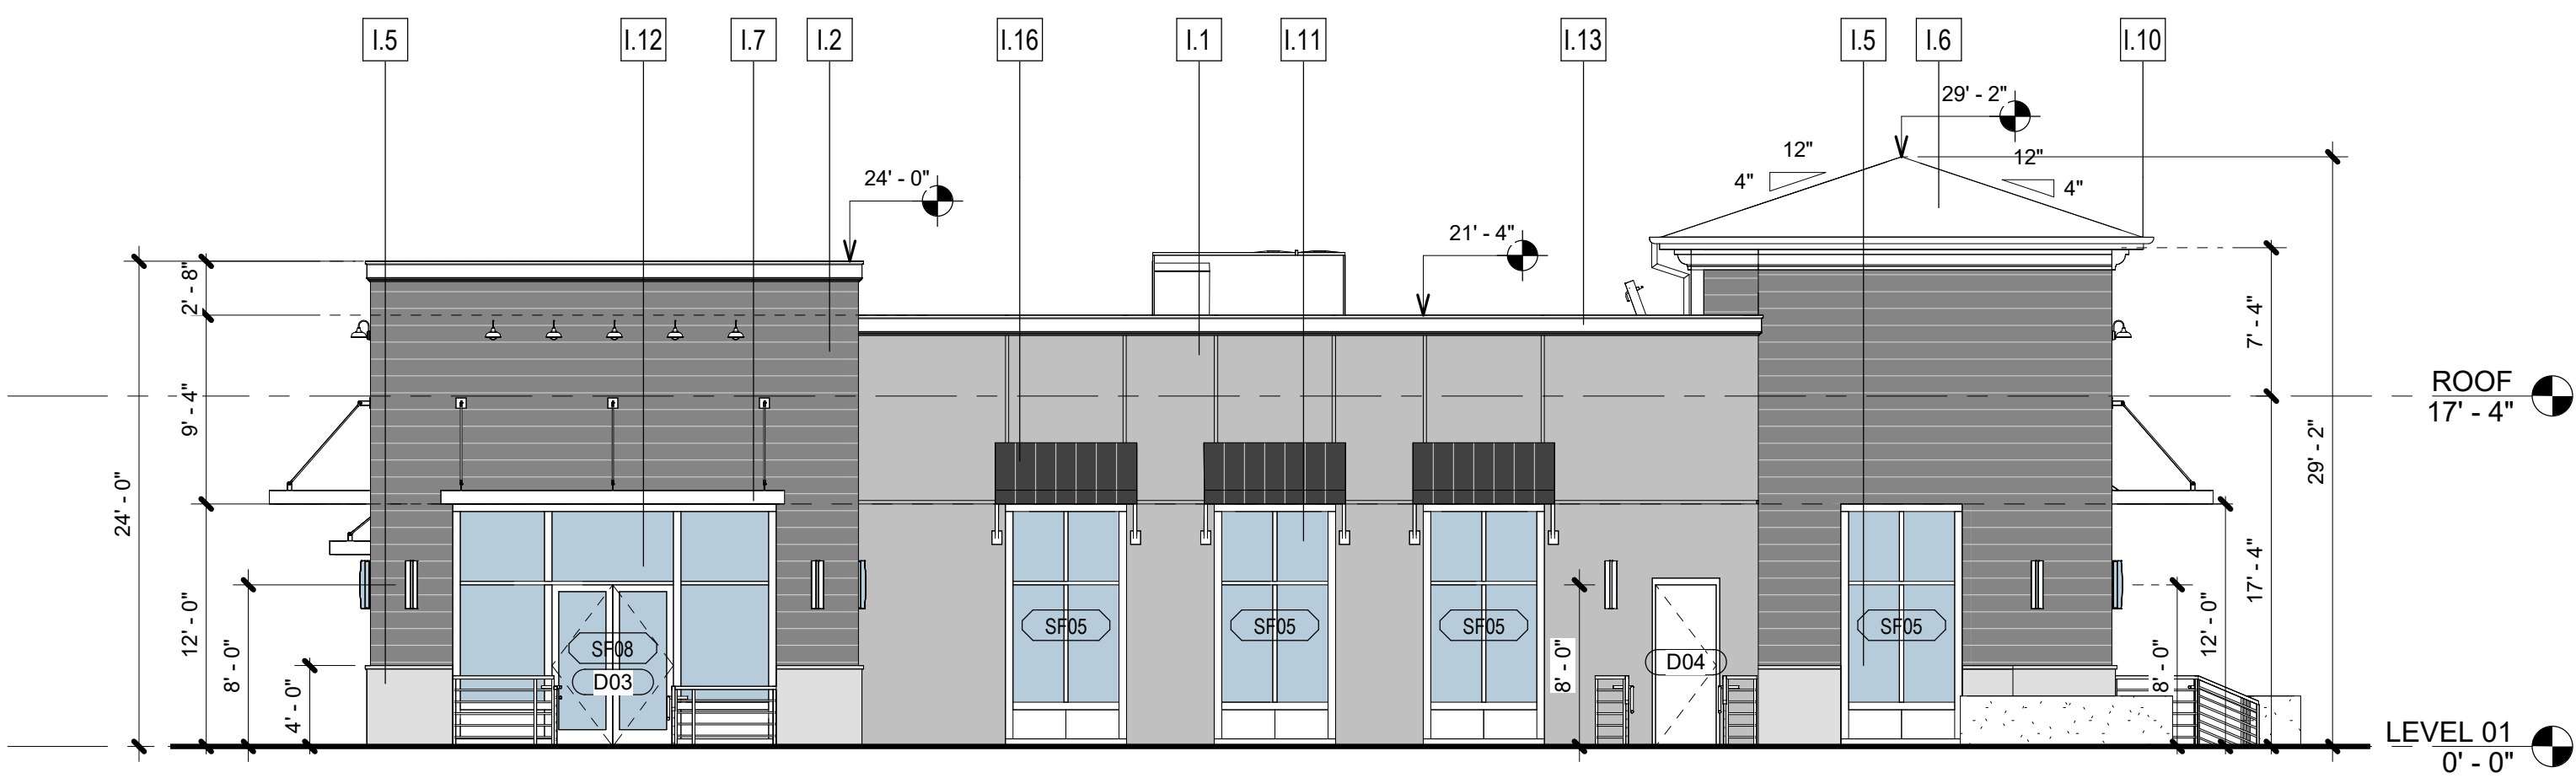 I.5
I.12
I.7
I.2
I.16
I.1
I.11
I.13
I.5
I.6
I.10
29' - 2"
12"
12"
4"
4"
24' - 0"
21' - 4"
2' - 8"
9' - 4"
24' - 0"
12' - 0"
8' - 0"
4' - 0"
7' - 4"
ROOF
17' - 4"
29' - 2"
17' - 4"
12' - 0"
8' - 0"
8' - 0"
SF08
D03
SF05
SF05
SF05
D04
SF05
LEVEL 01
0' - 0"